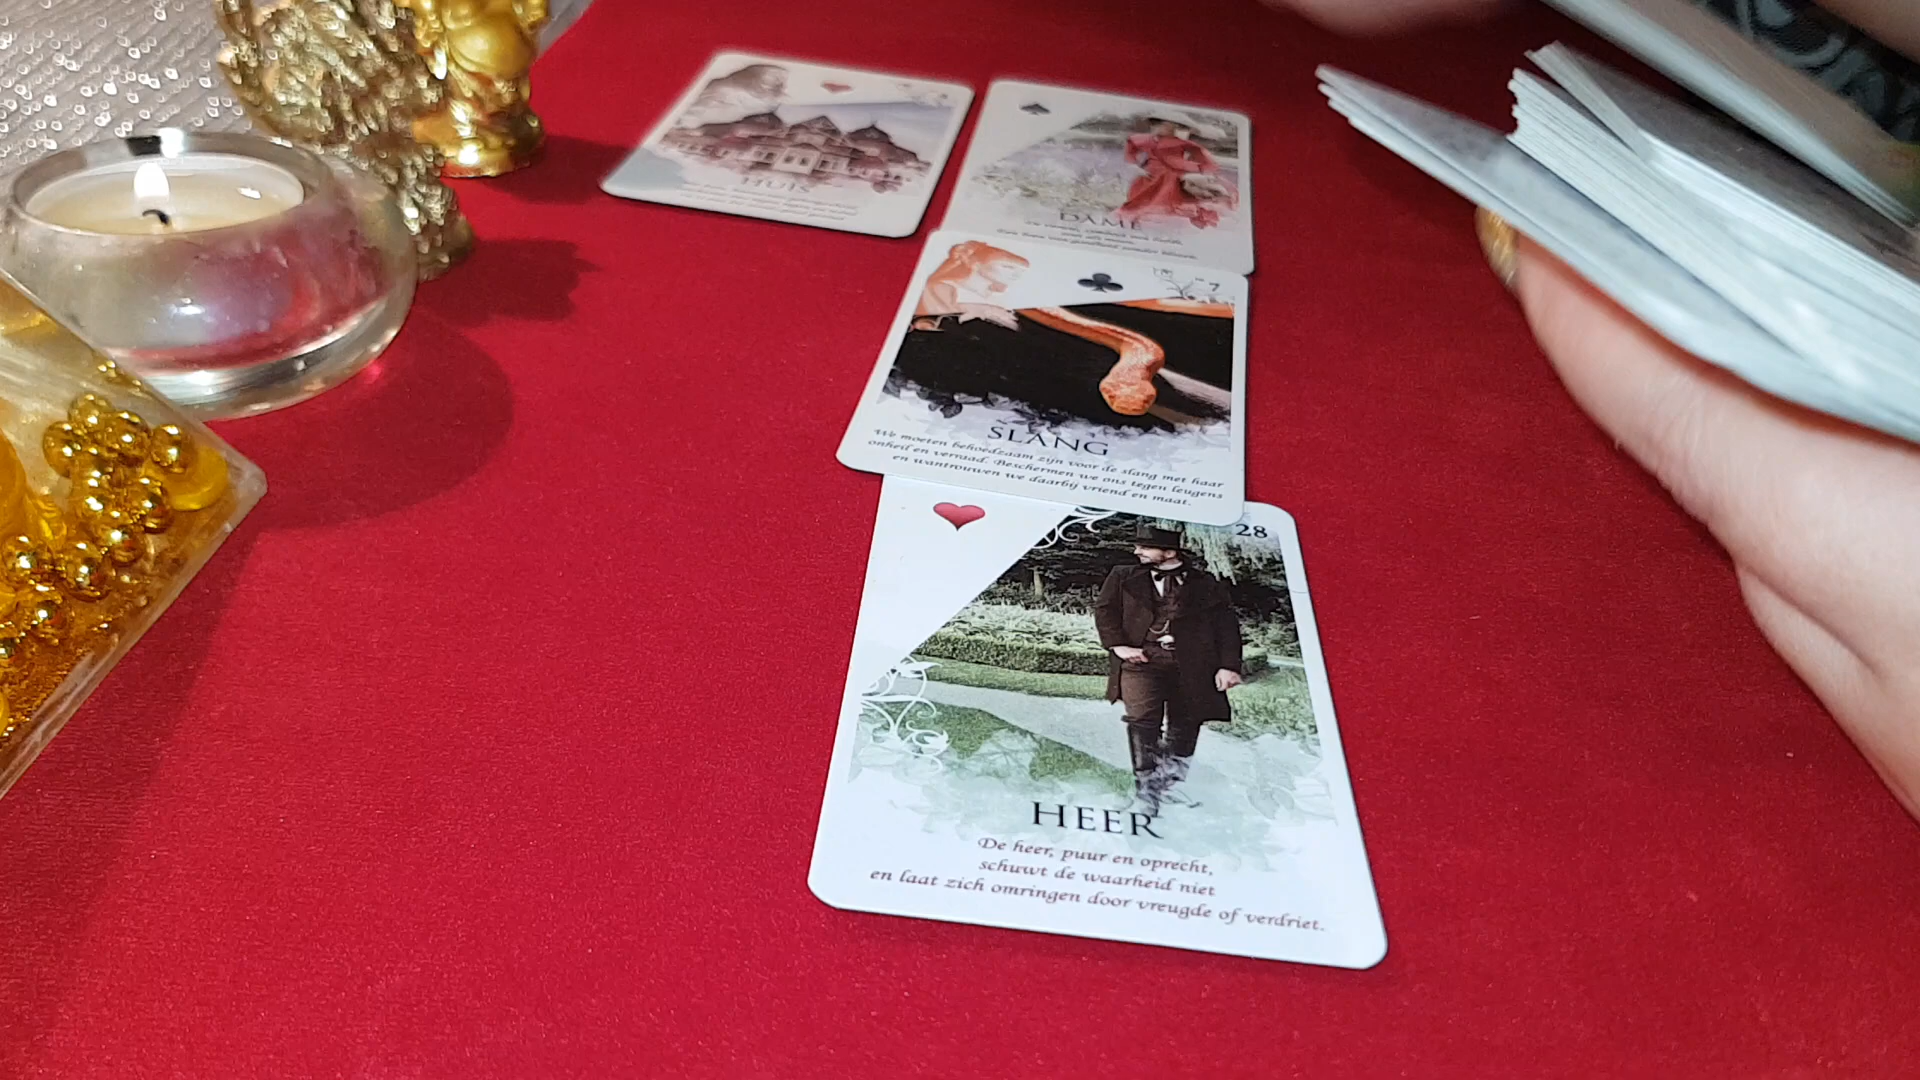 HUIS
DAME
7
SLANG
We moeten behoedzaam zijn voor de slang met haar
onheil en verraad. Beschermen we ons tegen leugens
en wantrouwen we daarbij vriend en maat.
28
HEER
De heer, puur en oprecht,
schuwt de waarheid niet
en laat zich omringen door vreugde of verdriet.